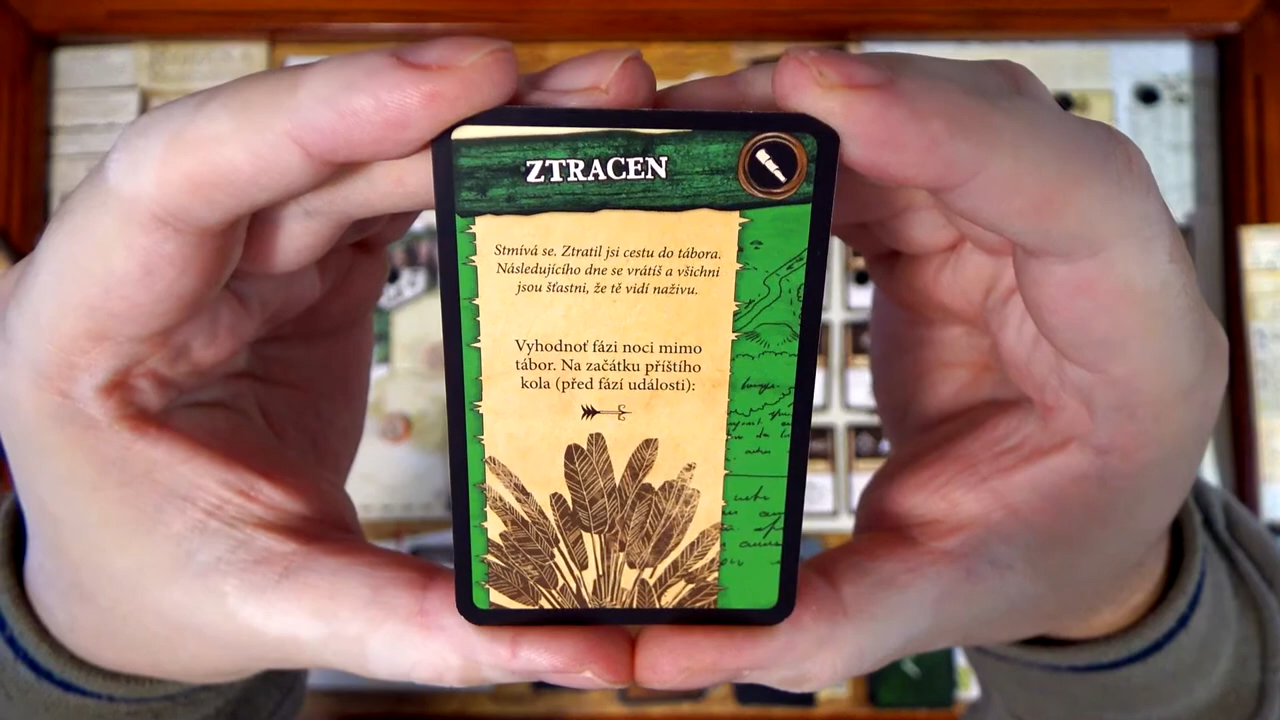 ZTRACEN
Stmívá se. Ztratil jsi cestu do tábora.
Následujícího dne se vrátíš a všichni
jsou šťastni, že tě vidí naživu.
Vyhodnoť fázi noci mimo
tábor. Na začátku příštího
kola (před fází události):